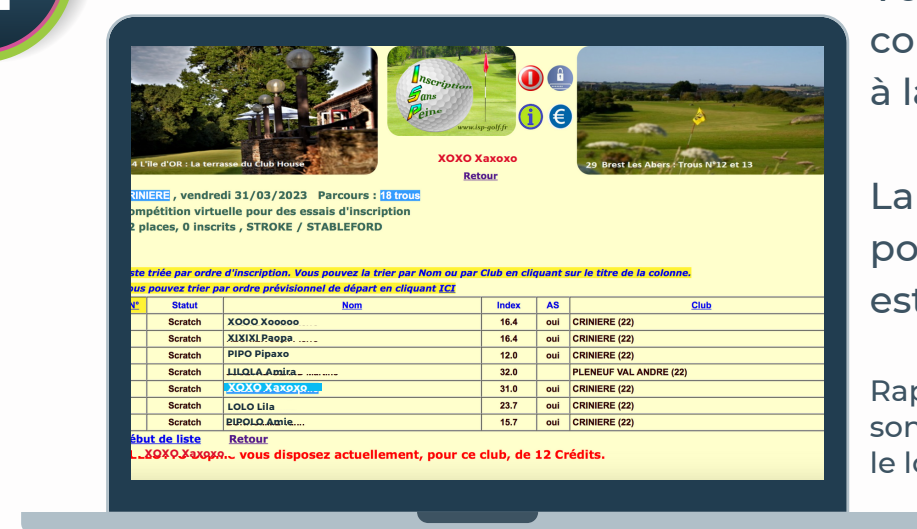 co
à la
La
po
est
Rap
son
le lo
Inscription
Sans
Peine
www.isp-golf.fr
4 L'île d'OR : La terrasse du Club House
29 Brest Les Abers : Trous N°12 et 13
XOXO Xaxoxo
Retour
RINIERE , vendredi 31/03/2023 Parcours : 18 trous
ompétition virtuelle pour des essais d'inscription
2 places, 0 inscrits , STROKE / STABLEFORD
ste triée par ordre d'inscription. Vous pouvez la trier par Nom ou par Club en cliquant sur le titre de la colonne.
ous pouvez trier par ordre prévisionnel de départ en cliquant ICI
N° Statut Nom Index AS Club
Scratch XOOO Xooooo 16.4 oui CRINIERE (22)
Scratch XIXIXI Paopa 16.4 oui CRINIERE (22)
Scratch PIPO Pipaxo 12.0 oui CRINIERE (22)
Scratch LILOLA Amira 32.0 PLENEUF VAL ANDRE (22)
Scratch XOXO Xaxoxo 31.0 oui CRINIERE (22)
Scratch LOLO Lila 23.7 oui CRINIERE (22)
Scratch PIPOLO Amie 15.7 oui CRINIERE (22)
ébut de liste Retour
XOXO Xaxoxo vous disposez actuellement, pour ce club, de 12 Crédits.